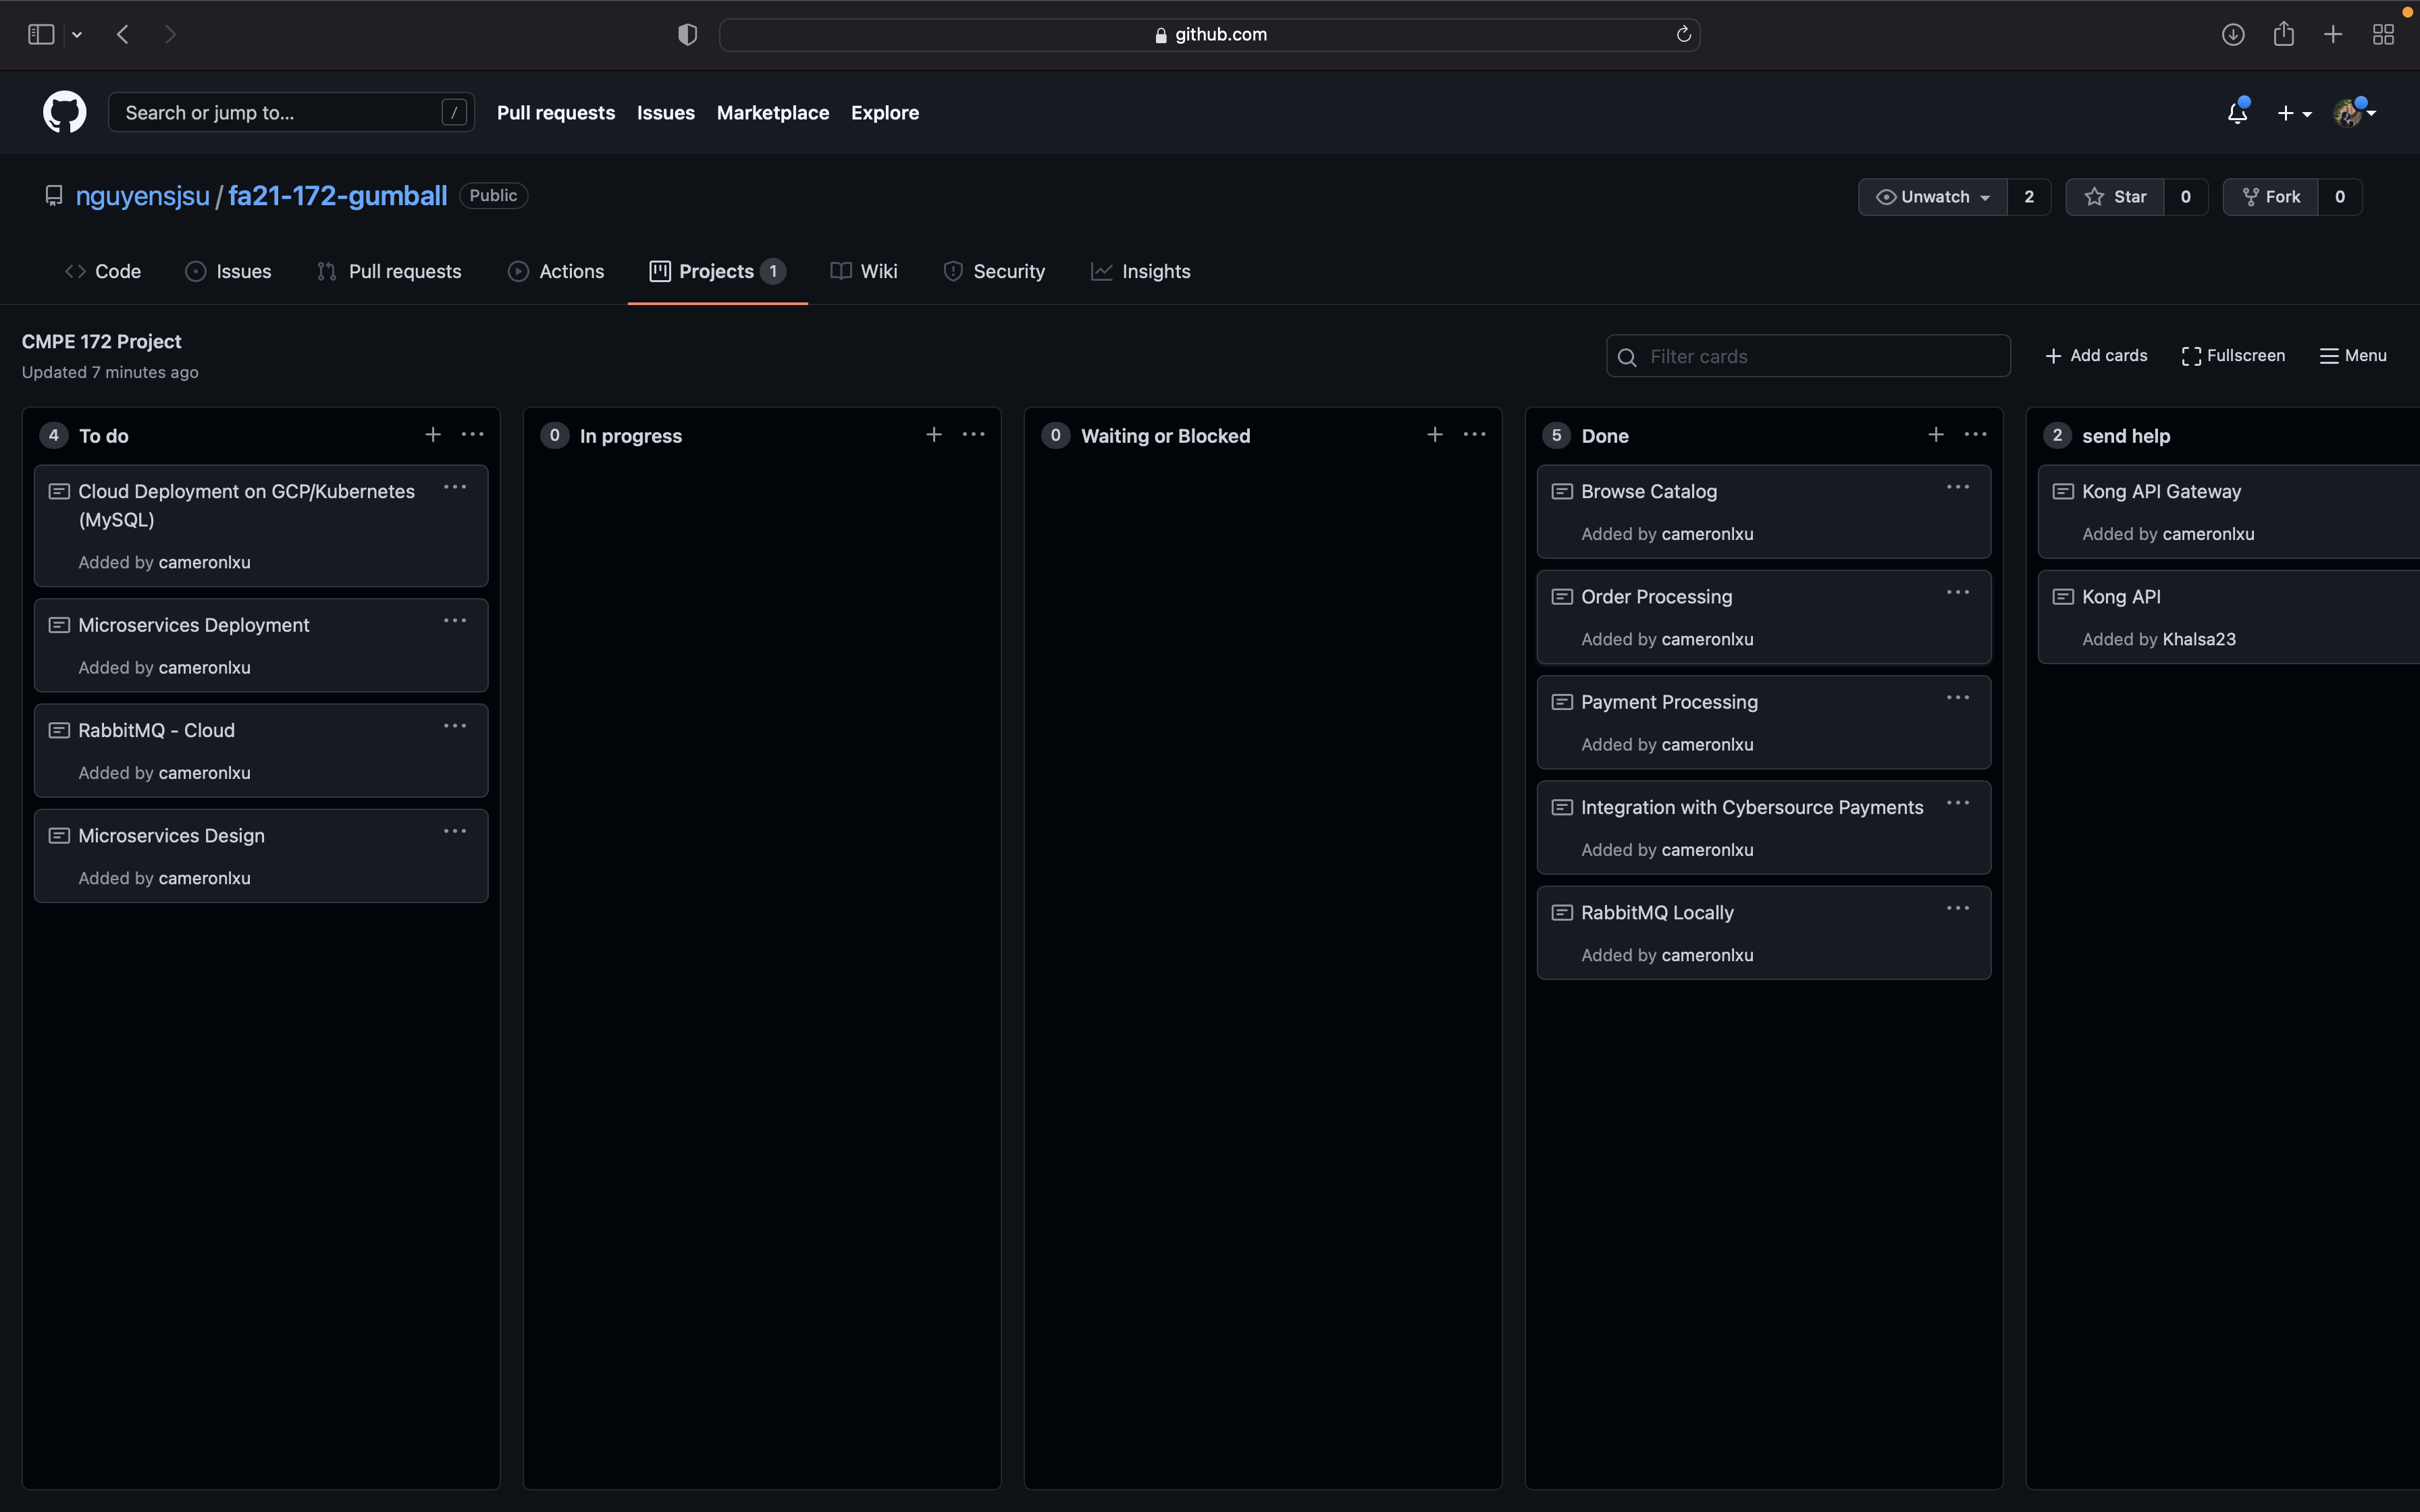 github.com
Search or jump to... /
Pull requests Issues Marketplace Explore
nguyensjsu / fa21-172-gumball Public
Unwatch 2 Star 0 Fork 0
Code Issues Pull requests Actions Projects 1 Wiki Security Insights
CMPE 172 Project
Updated 7 minutes ago
Filter cards
+ Add cards Fullscreen Menu
4 To do
Cloud Deployment on GCP/Kubernetes
(MySQL)
Added by cameronlxu
Microservices Deployment
Added by cameronlxu
RabbitMQ - Cloud
Added by cameronlxu
Microservices Design
Added by cameronlxu
0 In progress
0 Waiting or Blocked
5 Done
Browse Catalog
Added by cameronlxu
Order Processing
Added by cameronlxu
Payment Processing
Added by cameronlxu
Integration with Cybersource Payments
Added by cameronlxu
RabbitMQ Locally
Added by cameronlxu
2 send help
Kong API Gateway
Added by cameronlxu
Kong API
Added by Khalsa23